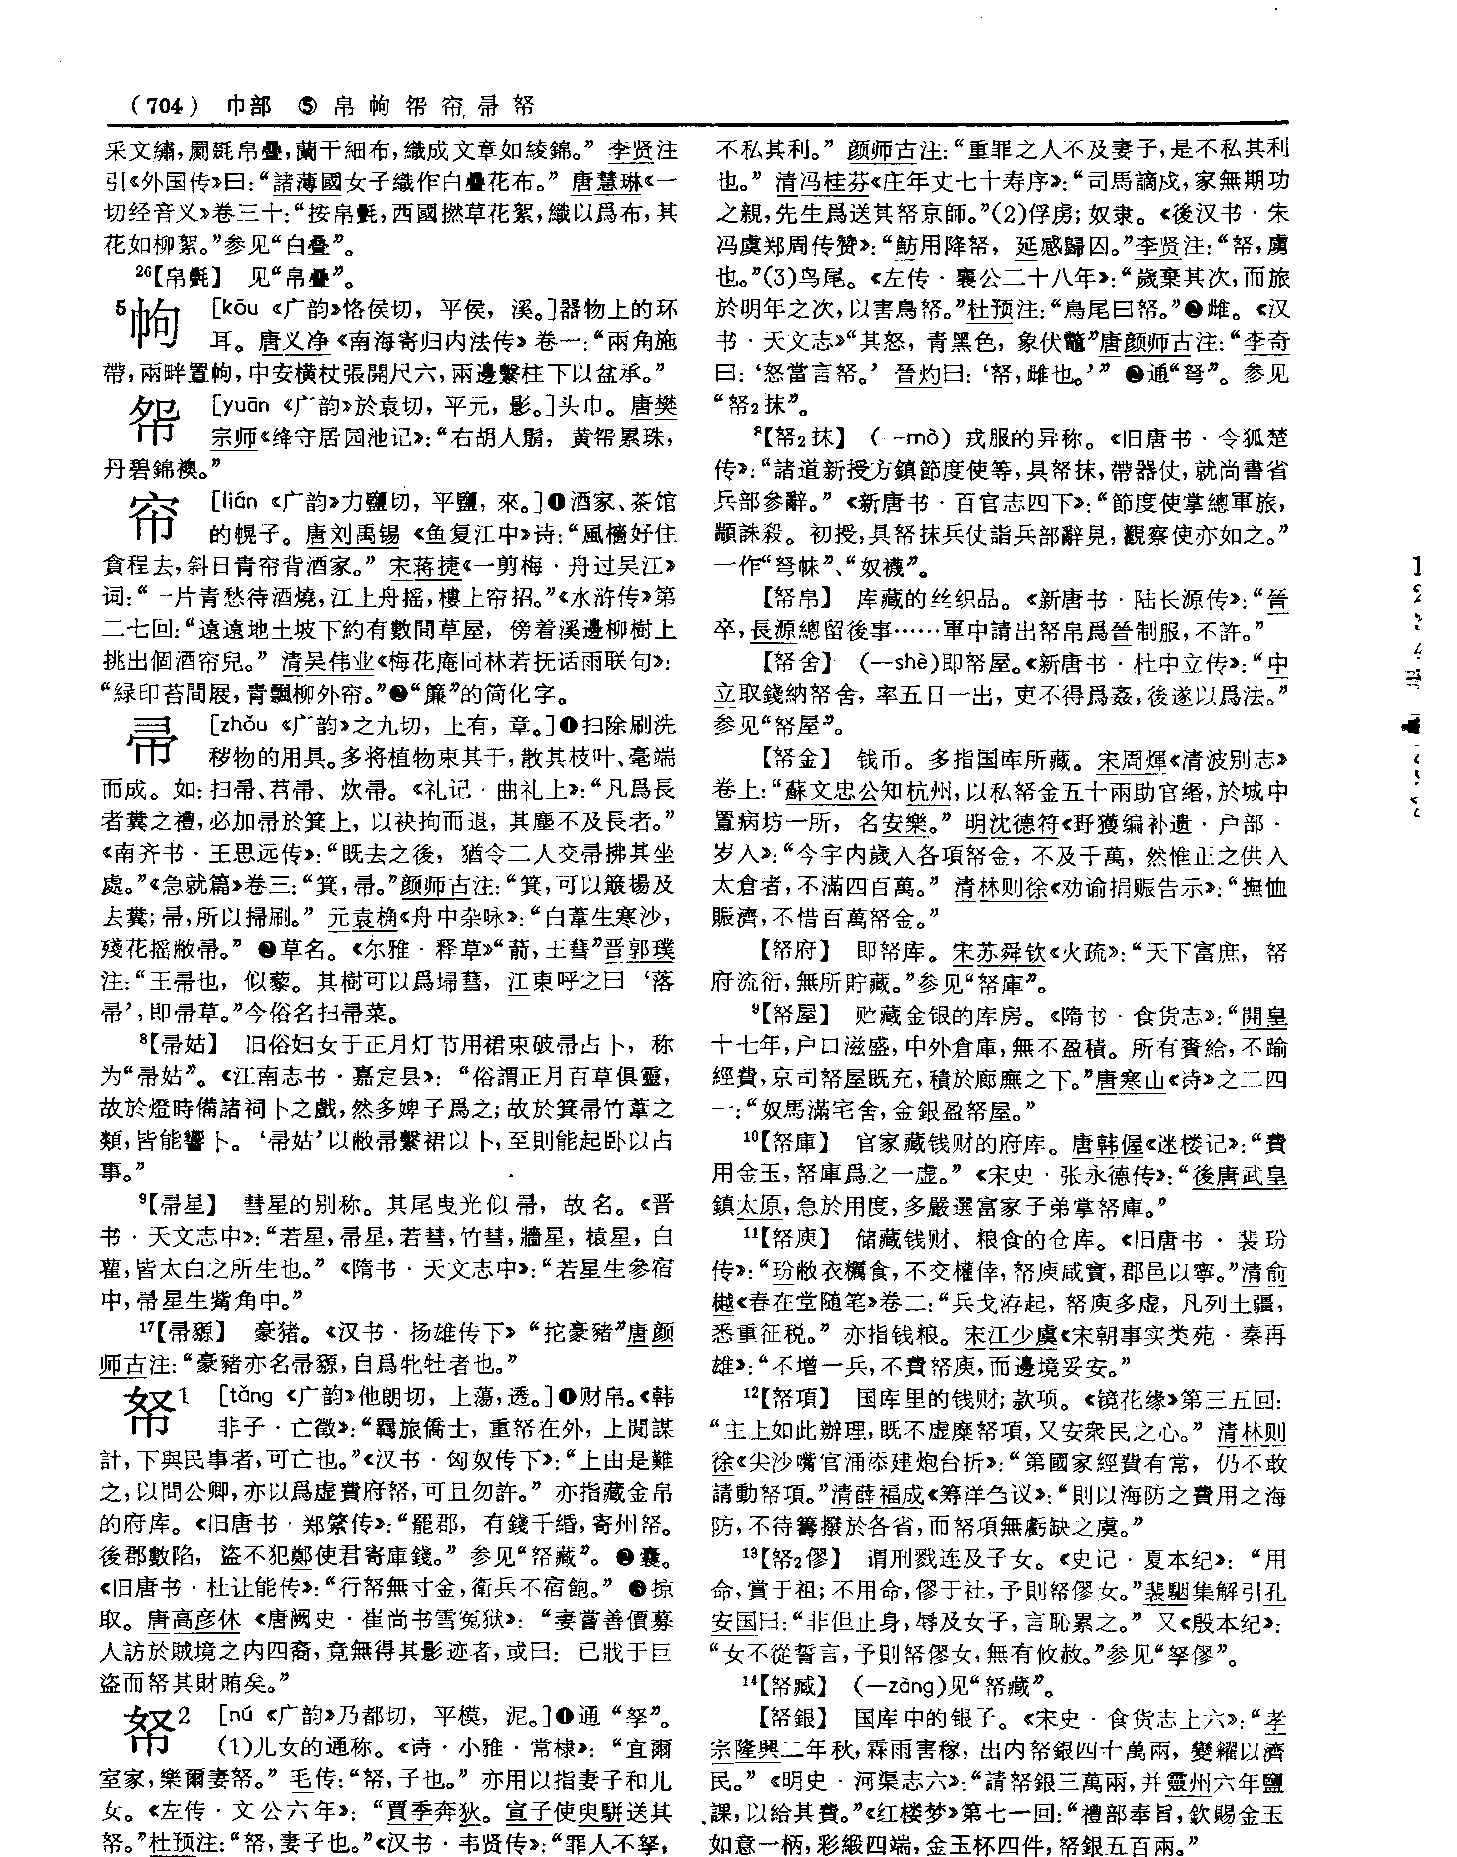 (704) 巾部 ⑤ 帛 㡱 帤 帘 帚 帑
采文繡，罽毲帛疊，蘭干細布，織成文章如綾錦。”李贤注
引《外国传》曰：“諸薄國女子織作白疊花布。”唐慧琳《一
切经音义》卷三十：“按帛㲲，西國撚草花絮，織以爲布，其
花如柳絮。”参见“白叠”。
26【帛㲲】 见“帛疊”。
5 [kōu《广韵》恪侯切，平侯，溪。]器物上的环
耳。唐义净《南海寄归内法传》卷一：“兩角施
帶，兩畔置，中安橫杖張開尺六，兩邊繫柱下以盆承。”
帑 [yuān《广韵》於袁切，平元，影。]头巾。唐樊
宗师《绛守居园池记》：“右胡人鬅，黄帤累珠，
丹碧錦襖。”
帘 [lián《广韵》力鹽切，平鹽，來。]❶酒家、茶馆
的幌子。唐刘禹锡《鱼复江中》诗：“風檣好住
貪程去，斜日青帘背酒家。”宋蒋捷《一剪梅·舟过吴江》
词：“一片青愁待酒燒，江上舟摇，樓上帘招。”《水浒传》第
二七回：“遠遠地土坡下約有數間草屋，傍着溪邊柳樹上
挑出個酒帘兒。”清吴伟业《梅花庵同林若抚话雨联句》：
“緑印苔間屐，青飄柳外帘。”❷“簾”的简化字。
帚 [zhǒu《广韵》之九切，上有，章。]❶扫除刷洗
秽物的用具。多将植物束其干，散其枝叶、毫端
而成。如：扫帚、苕帚、炊帚。《礼记·曲礼上》：“凡爲長
者糞之禮，必加帚於箕上，以袂拘而退，其塵不及長者。”
《南齐书·王思远传》：“既去之後，猶令二人交帚拂其坐
處。”《急就篇》卷三：“箕，帚。”颜师古注：“箕，可以簸揚及
去糞；帚，所以掃刷。”元袁桷《舟中杂咏》：“白葦生寒沙，
殘花摇敝帚。”❷草名。《尔雅·释草》“葥，王蔧”晋郭璞
注：“王帚也，似藜。其樹可以爲埽蔧，江東呼之曰‘落
帚’，即帚草。”今俗名扫帚菜。
8【帚姑】 旧俗妇女于正月灯节用裙束破帚占卜，称
为“帚姑”。《江南志书·嘉定县》：“俗謂正月百草俱靈，
故於燈時備諸祠卜之戲，然多婢子爲之；故於箕帚竹葦之
類，皆能響卜。‘帚姑’以敝帚繫裙以卜，至則能起卧以占
事。”
9【帚星】 彗星的别称。其尾曳光似帚，故名。《晋
书·天文志中》：“若星，帚星，若彗，竹彗，牆星，榬星，白
雚，皆太白之所生也。”《隋书·天文志中》：“若星生參宿
中，帚星生觜角中。”
17【帚豲】 豪猪。《汉书·扬雄传下》“拕豪豬”唐颜
师古注：“豪豬亦名帚豲，自爲牝牡者也。”
帑1 [tǎng《广韵》他朗切，上蕩，透。]❶财帛。《韩
非子·亡徵》：“羈旅僑士，重帑在外，上閒謀
計，下與民事者，可亡也。”《汉书·匈奴传下》：“上由是難
之，以問公卿，亦以爲虚費府帑，可且勿許。”亦指藏金帛
的府库。《旧唐书·郑綮传》：“罷郡，有錢千緡，寄州帑。
後郡數陷，盜不犯鄭使君寄庫錢。”参见“帑藏”。❷囊。
《旧唐书·杜让能传》：“行帑無寸金，衛兵不宿飽。”❸掠
取。唐高彦休《唐阙史·崔尚书雪冤狱》：“妻嘗善價募
人訪於賊境之内四裔，竟無得其影迹者，或曰：已戕于巨
盗而帑其財賄矣。”
帑2 [nú《广韵》乃都切，平模，泥。]❶通“孥”。
(1)儿女的通称。《诗·小雅·常棣》：“宜爾
室家，樂爾妻帑。”毛传：“帑，子也。”亦用以指妻子和儿
女。《左传·文公六年》：“賈季奔狄。宣子使臾駢送其
帑。”杜预注：“帑，妻子也。”《汉书·韦贤传》：“罪人不孥，
不私其利。”颜师古注：“重罪之人不及妻子，是不私其利
也。”清冯桂芬《庄年丈七十寿序》：“司馬謫戍，家無期功
之親，先生爲送其帑京師。”(2)俘虏；奴隶。《後汉书·朱
冯虞郑周传赞》：“魴用降帑，延感歸囚。”李贤注：“帑，虜
也。”(3)鸟尾。《左传·襄公二十八年》：“歲棄其次，而旅
於明年之次，以害鳥帑。”杜预注：“鳥尾曰帑。”❷雌。《汉
书·天文志》“其怒，青黑色，象伏鼈”唐颜师古注：“李奇
曰：‘怒當言帑。’晉灼曰：‘帑，雌也。’”❸通“弩”。参见
“帑2抹”。
8【帑2抹】 （—mò）戎服的异称。《旧唐书·令狐楚
传》：“諸道新授方鎮節度使等，具帑抹，帶器仗，就尚書省
兵部參辭。”《新唐书·百官志四下》：“節度使掌總軍旅，
顓誅殺。初授，具帑抹兵仗詣兵部辭見，觀察使亦如之。”
一作“弩帓”、“奴襪”。
【帑帛】 库藏的丝织品。《新唐书·陆长源传》：“晉
卒，長源總留後事……軍中請出帑帛爲晉制服，不許。”
【帑舍】 （—shè）即帑屋。《新唐书·杜中立传》：“中
立取錢納帑舍，率五日一出，吏不得爲姦，後遂以爲法。”
参见“帑屋”。
【帑金】 钱币。多指国库所藏。宋周煇《清波别志》
卷上：“蘇文忠公知杭州，以私帑金五十兩助官緡，於城中
置病坊一所，名安樂。”明沈德符《野獲编补遗·户部·
岁入》：“今宇内歲入各項帑金，不及千萬，然惟正之供入
太倉者，不滿四百萬。”清林则徐《劝谕捐赈告示》：“撫恤
賑濟，不惜百萬帑金。”
【帑府】 即帑库。宋苏舜钦《火疏》：“天下富庶，帑
府流衍，無所貯藏。”参见“帑庫”。
9【帑屋】 贮藏金银的库房。《隋书·食货志》：“開皇
十七年，户口滋盛，中外倉庫，無不盈積。所有賚給，不踰
經費，京司帑屋既充，積於廊廡之下。”唐寒山《诗》之二四
一：“奴馬滿宅舍，金銀盈帑屋。”
10【帑庫】 官家藏钱财的府库。唐韩偓《迷楼记》：“費
用金玉，帑庫爲之一虚。”《宋史·张永德传》：“後唐武皇
鎮太原，急於用度，多嚴選富家子弟掌帑庫。”
11【帑庾】 储藏钱财、粮食的仓库。《旧唐书·裴玢
传》：“玢敝衣糲食，不交權倖，帑庾咸實，郡邑以寧。”清俞
樾《春在堂随笔》卷二：“兵戈洊起，帑庾多虚，凡列土疆，
悉重征税。”亦指钱粮。宋江少虞《宋朝事实类苑·秦再
雄》：“不增一兵，不費帑庾，而邊境妥安。”
12【帑項】 国库里的钱财；款项。《镜花缘》第三五回：
“主上如此辦理，既不虚糜帑項，又安衆民之心。”清林则
徐《尖沙嘴官涌添建炮台折》：“第國家經費有常，仍不敢
請動帑項。”清薛福成《筹洋刍议》：“則以海防之費用之海
防，不待籌撥於各省，而帑項無虧缺之虞。”
13【帑2僇】 谓刑戮连及子女。《史记·夏本纪》：“用
命，賞于祖；不用命，僇于社，予則帑僇女。”裴駰集解引孔
安国曰：“非但止身，辱及女子，言恥累之。”又《殷本纪》：
“女不從誓言，予則帑僇女，無有攸赦。”参见“孥僇”。
14【帑臧】 （—zàng）见“帑藏”。
【帑銀】 国库中的银子。《宋史·食货志上六》：“孝
宗隆興二年秋，霖雨害稼，出内帑銀四十萬兩，變糴以濟
民。”《明史·河渠志六》：“請帑銀三萬兩，并靈州六年鹽
課，以給其費。”《红楼梦》第七一回：“禮部奉旨，欽賜金玉
如意一柄，彩緞四端，金玉杯四件，帑銀五百兩。”